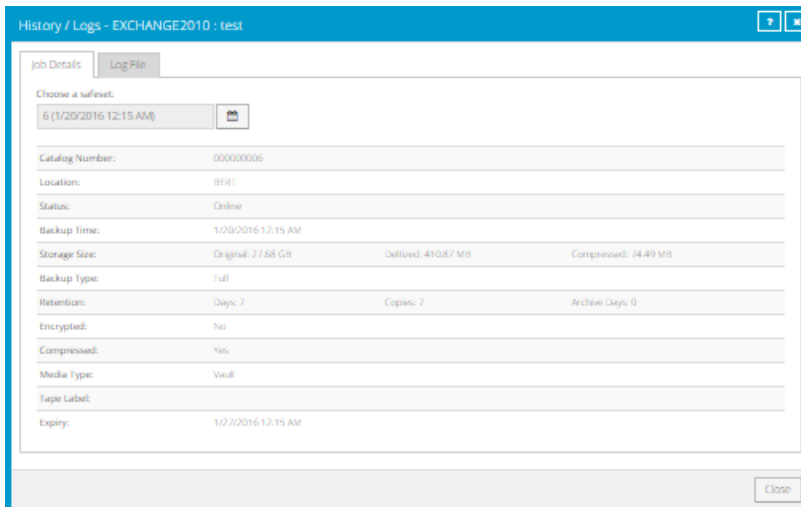 History / Logs - EXCHANGE2010 : test
? ×
Job Details Log File
Choose a safeset:
6 (1/20/2016 12:15 AM)
Catalog Number: 000000006
Location: BERT
Status: Online
Backup Time: 1/20/2016 12:15 AM
Storage Size: Original: 27.68 GB Deltized: 410.87 MB Compressed: 74.49 MB
Backup Type: Full
Retention: Days: 7 Copies: 7 Archive Days: 0
Encrypted: No
Compressed: Yes
Media Type: Vault
Tape Label:
Expiry: 1/27/2016 12:15 AM
Close